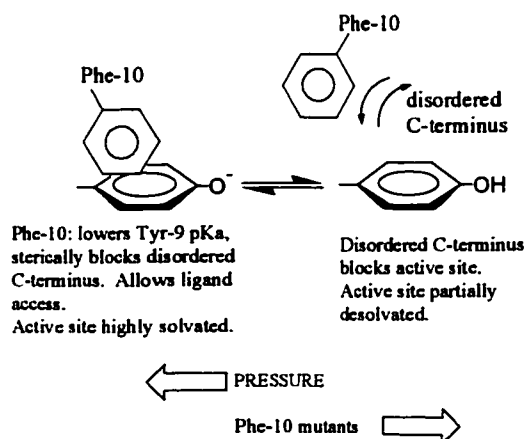 Phe-10
Phe-10
disordered
C-terminus
O⁻
OH
Phe-10: lowers Tyr-9 pKa,
sterically blocks disordered
C-terminus. Allows ligand
access.
Active site highly solvated.
Disordered C-terminus
blocks active site.
Active site partially
desolvated.
PRESSURE
Phe-10 mutants